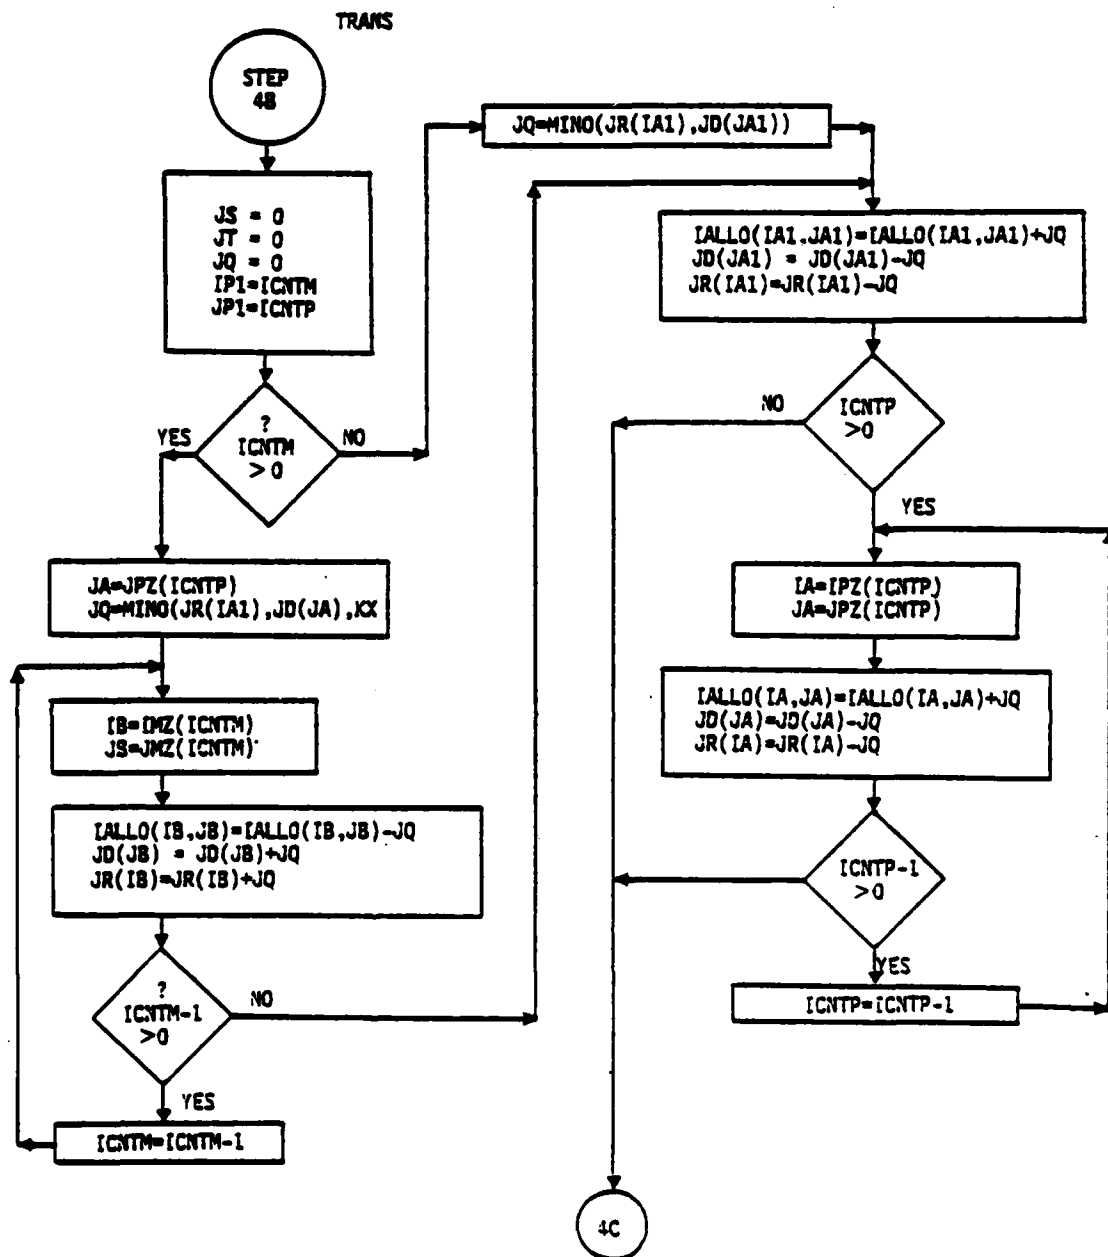 TRANS
STEP
4B
JS = 0
JT = 0
JQ = 0
IP1=ICNTM
JP1=ICNTP
?
ICNTM
>0
YES
NO
JA=JPZ(ICNTP)
JQ=MINO(JR(IA1),JD(JA),KX
IB=IMZ(ICNTM)
JS=JMZ(ICNTM)
IALLO(IB,JB)=IALLO(IB,JB)-JQ
JD(JB) = JD(JB)+JQ
JR(IB)=JR(IB)+JQ
?
ICNTM-1
>0
NO
YES
ICNTM=ICNTM-1
JQ=MINO(JR(IA1),JD(JA1))
IALLO(IA1,JA1)=IALLO(IA1,JA1)+JQ
JD(JA1) = JD(JA1)-JQ
JR(IA1)=JR(IA1)-JQ
NO
ICNTP
>0
YES
IA=IPZ(ICNTP)
JA=JPZ(ICNTP)
IALLO(IA,JA)=IALLO(IA,JA)+JQ
JD(JA)=JD(JA)-JQ
JR(IA)=JR(IA)-JQ
ICNTP-1
>0
YES
ICNTP=ICNTP-1
4C